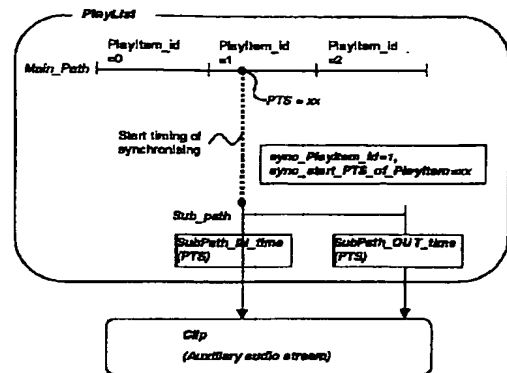 PlayList
PlayItem_id
=0
PlayItem_id
=1
PlayItem_id
=2
Main_Path
PTS = xx
Start timing of
synchronising
sync_PlayItem_id=1,
sync_start_PTS_of_PlayItem=xx
Sub_path
SubPath_IN_time
(PTS)
SubPath_OUT_time
(PTS)
Clip
(Auxiliary audio stream)